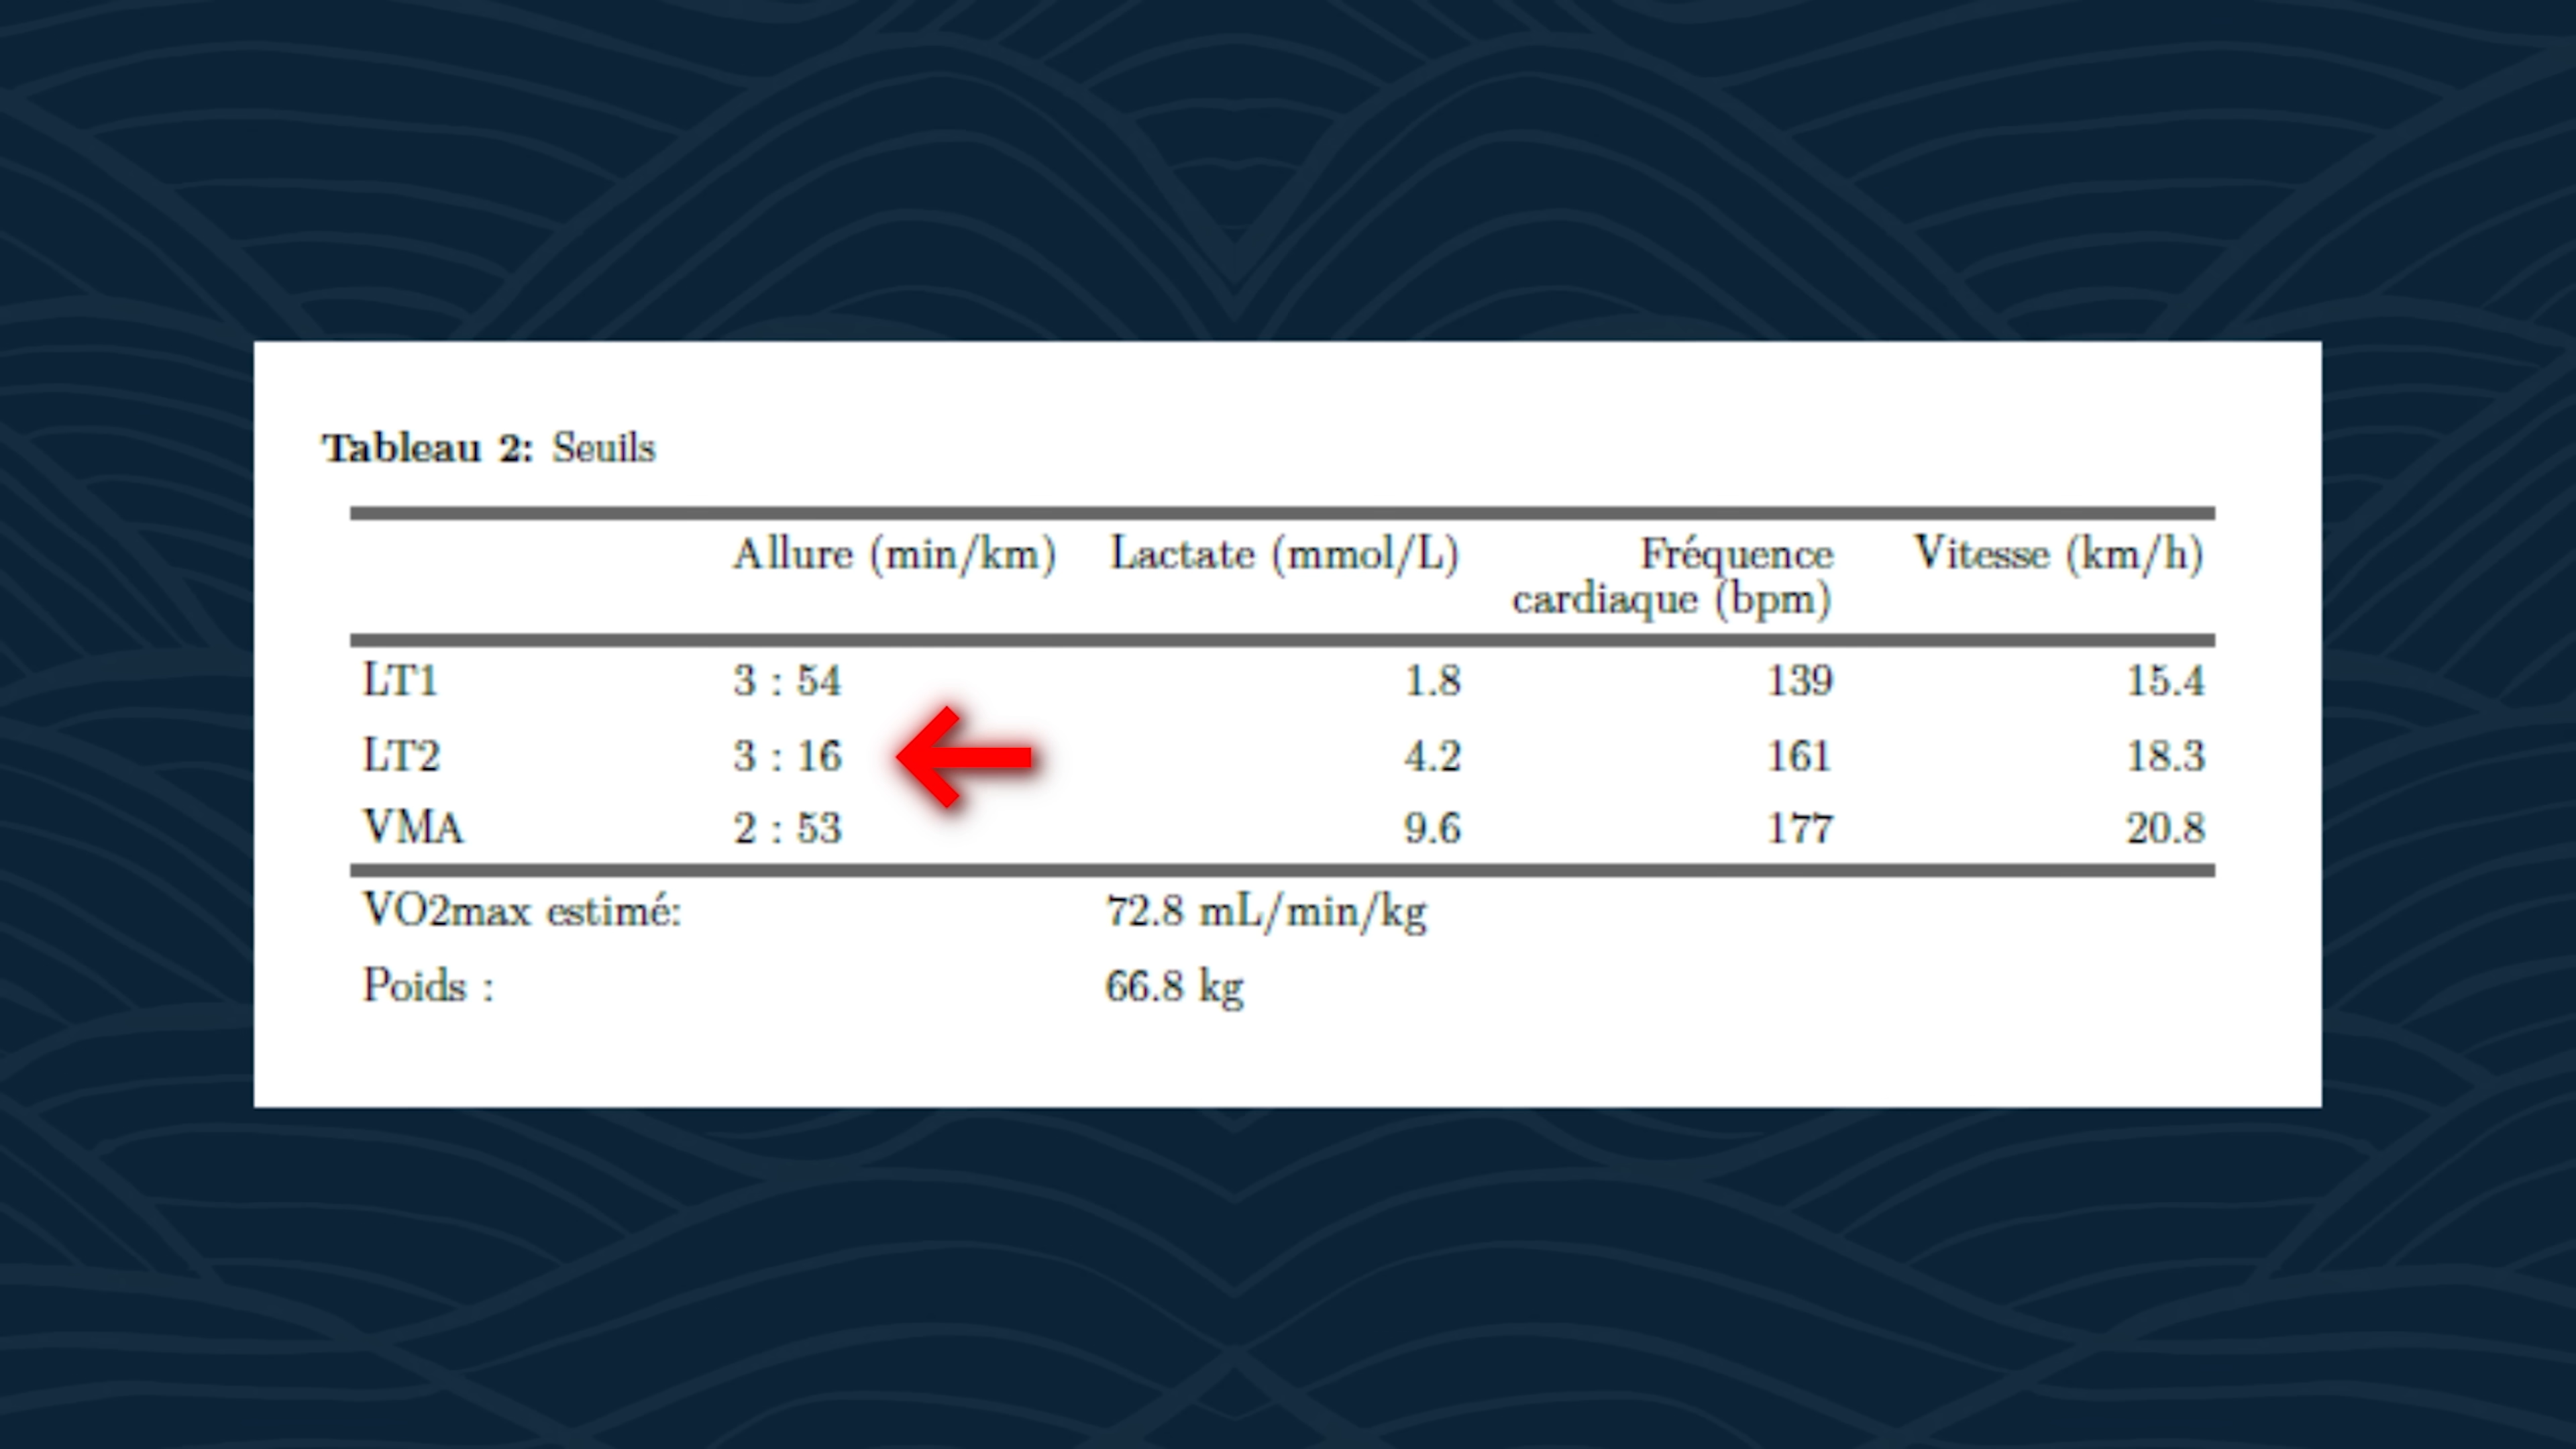 Tableau 2: Seuils
Allure (min/km) Lactate (mmol/L) Fréquence cardiaque (bpm) Vitesse (km/h)
LT1 3 : 54 1.8 139 15.4
LT2 3 : 16 4.2 161 18.3
VMA 2 : 53 9.6 177 20.8
VO2max estimé: 72.8 mL/min/kg
Poids : 66.8 kg